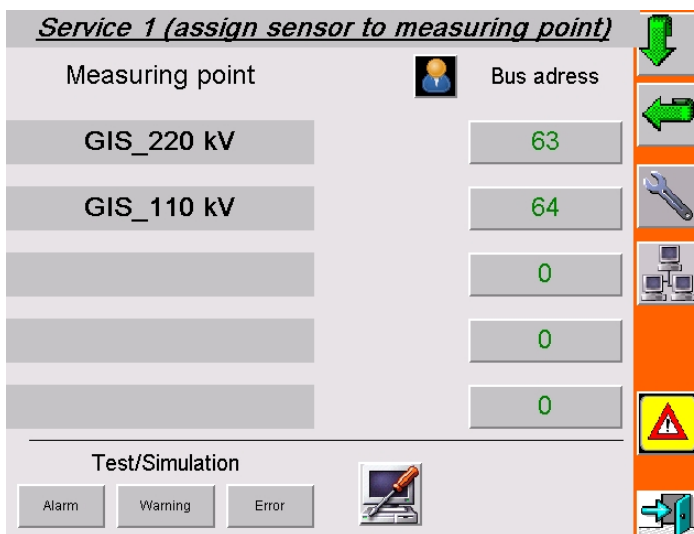 Service 1 (assign sensor to measuring point)
Measuring point Bus adress
GIS_220 kV 63
GIS_110 kV 64
0
0
0
Test/Simulation
Alarm Warning Error